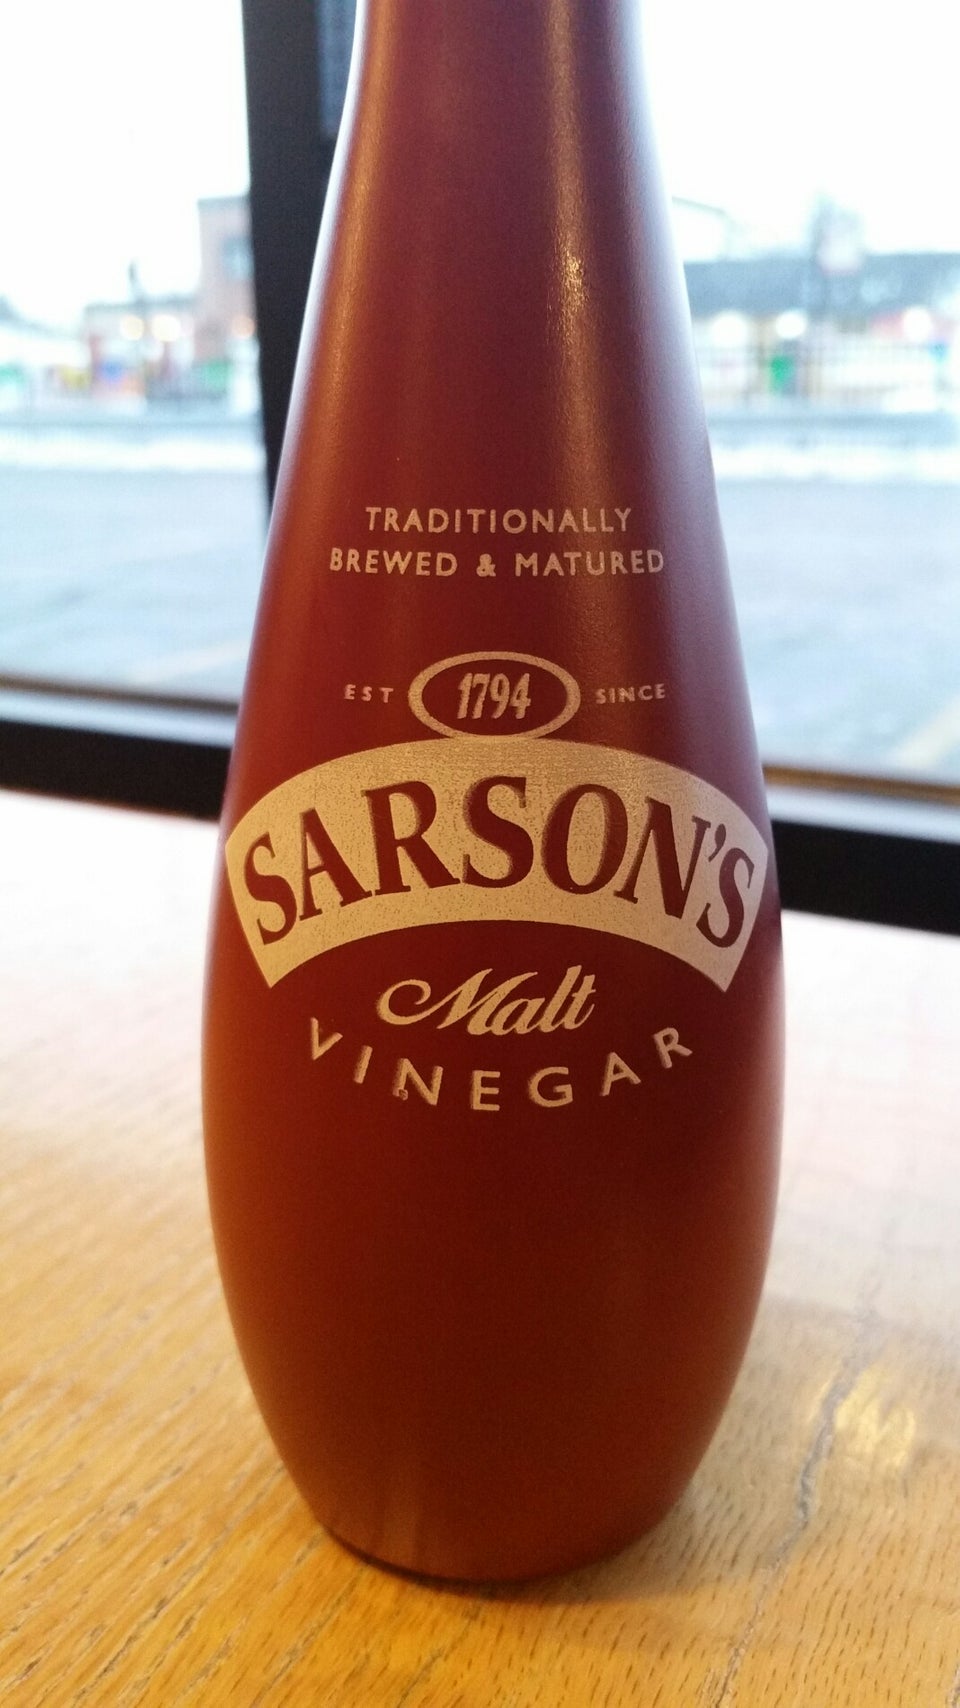 TRADITIONALLY
BREWED & MATURED
EST 1794 SINCE
SARSON'S
Malt
VINEGAR